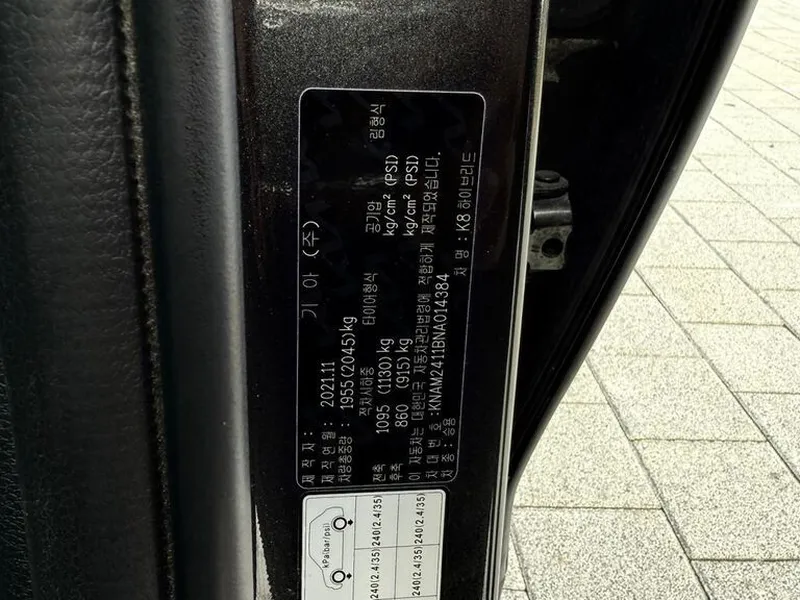 제 작 자 : 기 아 (주)
제 작 연 월 : 2021.11
차량총중량 : 1955(2045)kg
적차시하중 타이어형식 공기압 림형식
전축 1095 (1130)kg kg/cm² (PSI)
후축 860 (915)kg kg/cm² (PSI)
이 자동차는 대한민국 자동차관리법령에 적합하게 제작되었습니다.
차 대 번 호 :KNAM2411BNA014384
차 종 : 승용 차 명 : K8 하이브리드
kPa(bar/psi)
240(2.4/35) 240(2.4/35)
240(2.4/35) 240(2.4/35)